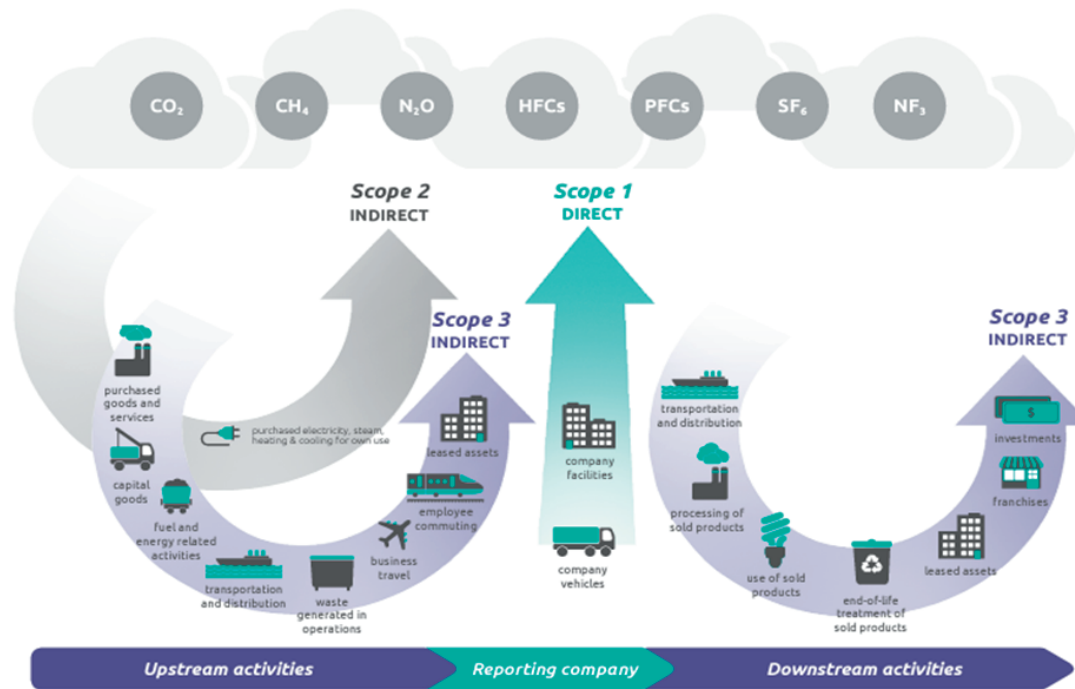 CO₂
CH₄
N₂O
HFCs
PFCs
SF₆
NF₃
Scope 2
INDIRECT
Scope 1
DIRECT
Scope 3
INDIRECT
Scope 3
INDIRECT
purchased
goods and
services
capital
goods
fuel and
energy related
activities
transportation
and distribution
waste
generated in
operations
business
travel
employee
commuting
leased assets
purchased electricity, steam,
heating & cooling for own use
company
facilities
company
vehicles
transportation
and distribution
processing of
sold products
use of sold
products
end-of-life
treatment of
sold products
leased assets
franchises
$
investments
Upstream activities
Reporting company
Downstream activities